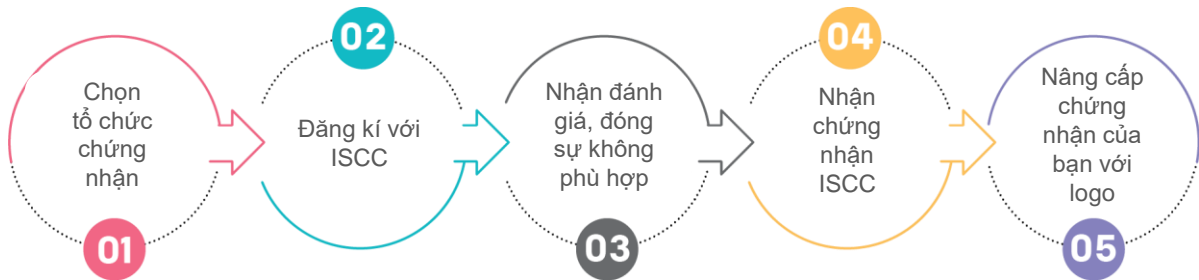 01
Chọn
tổ chức
chứng
nhận
02
Đăng kí với
ISCC
03
Nhận đánh
giá, đóng
sự không
phù hợp
04
Nhận
chứng
nhận
ISCC
05
Nâng cấp
chứng
nhận của
bạn với
logo